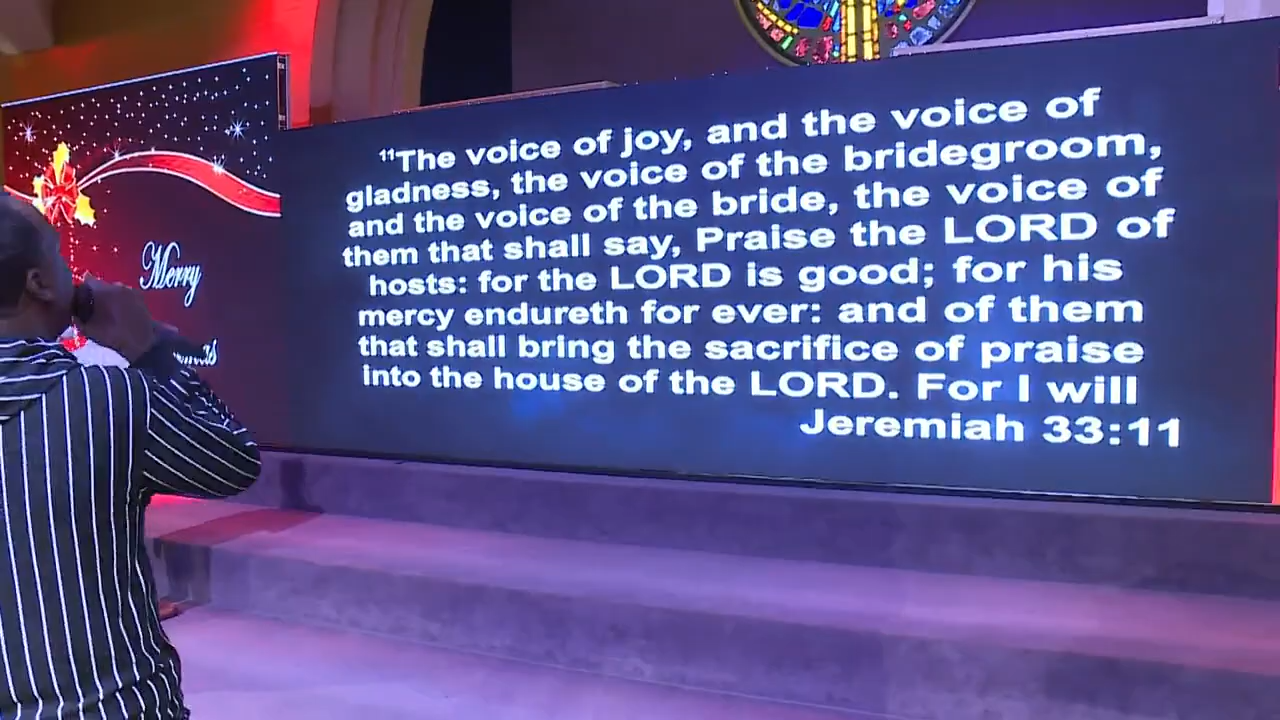 ¹¹The voice of joy, and the voice of
gladness, the voice of the bridegroom,
and the voice of the bride, the voice of
them that shall say, Praise the LORD of
hosts: for the LORD is good; for his
mercy endureth for ever: and of them
that shall bring the sacrifice of praise
into the house of the LORD. For I will
Jeremiah 33:11
Merry